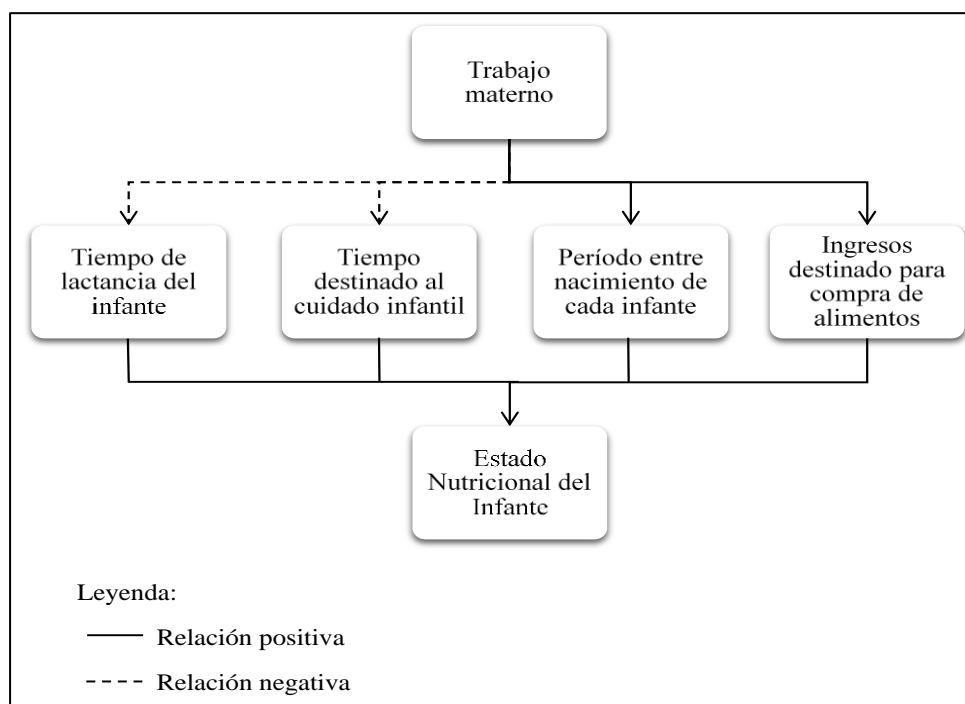 Trabajo
materno
Tiempo de
lactancia del
infante
Tiempo
destinado al
cuidado infantil
Período entre
nacimiento de
cada infante
Ingresos
destinado para
compra de
alimentos
Estado
Nutricional del
Infante
Leyenda:
Relación positiva
Relación negativa